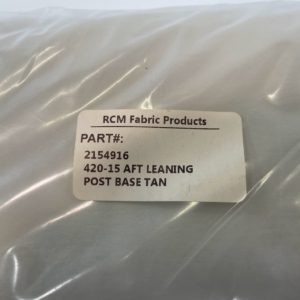 RCM Fabric Products
PART#:
2154916
420-15 AFT LEANING
POST BASE TAN